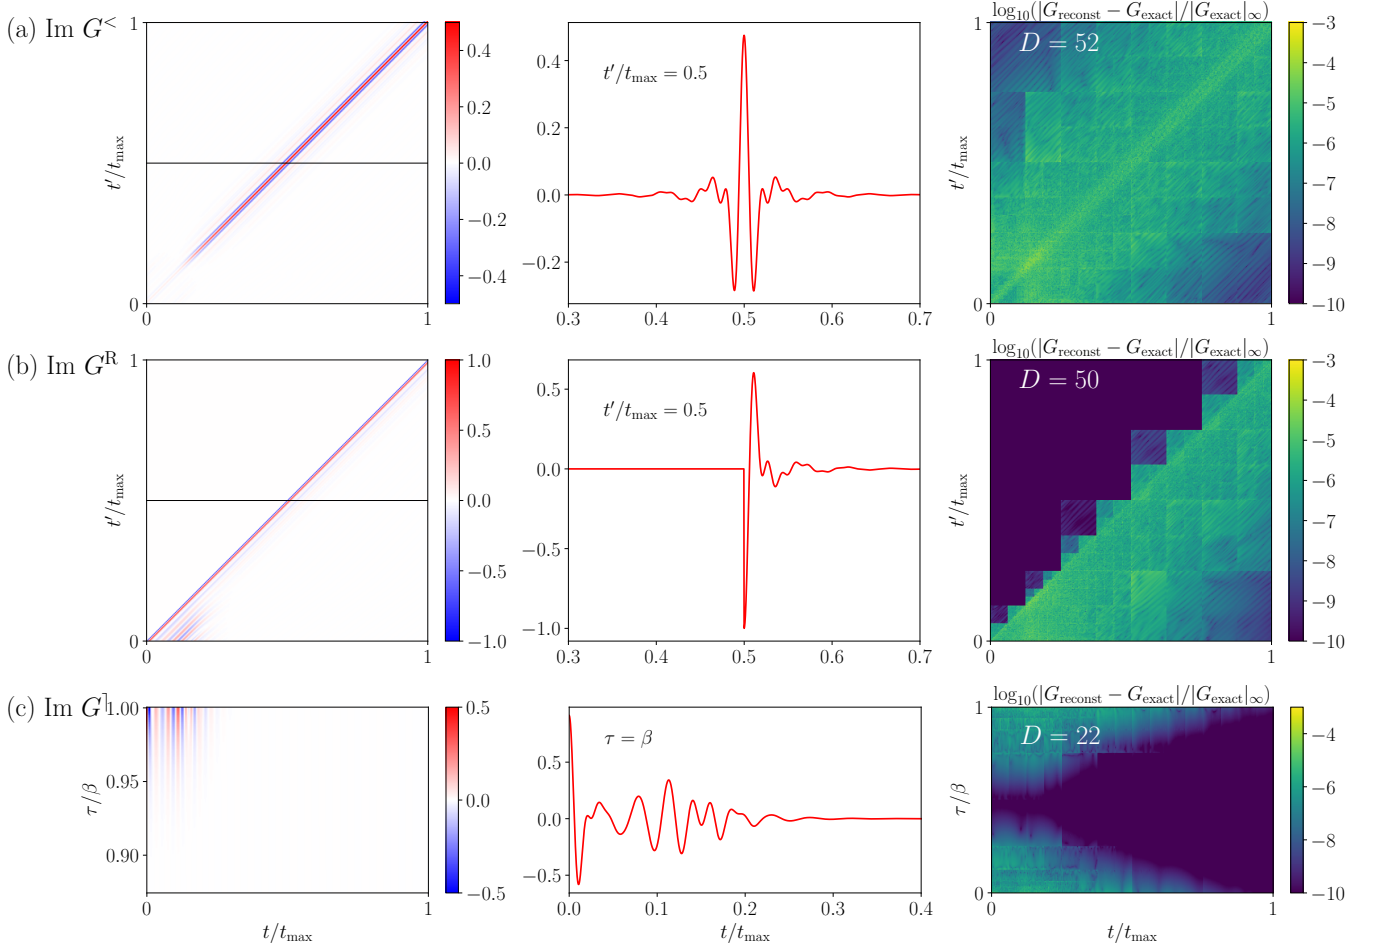 (a) Im G^<
t′/t_max
1
0
0
1
0.4
0.2
0.0
−0.2
−0.4
t′/t_max = 0.5
0.4
0.2
0.0
−0.2
0.3 0.4 0.5 0.6 0.7
log₁₀(|G_reconst − G_exact|/|G_exact|_∞)
D = 52
t′/t_max
1
0
0
1
−3
−4
−5
−6
−7
−8
−9
−10
(b) Im G^R
t′/t_max
1
0
0
1
1.0
0.5
0.0
−0.5
−1.0
t′/t_max = 0.5
0.5
0.0
−0.5
−1.0
0.3 0.4 0.5 0.6 0.7
log₁₀(|G_reconst − G_exact|/|G_exact|_∞)
D = 50
t′/t_max
1
0
0
1
−3
−4
−5
−6
−7
−8
−9
−10
(c) Im G^⌉
τ/β
1.00
0.95
0.90
0
1
t/t_max
0.5
0.0
−0.5
τ = β
0.5
0.0
−0.5
0.0 0.1 0.2 0.3 0.4
t/t_max
log₁₀(|G_reconst − G_exact|/|G_exact|_∞)
D = 22
τ/β
1
0
0
1
t/t_max
−4
−6
−8
−10